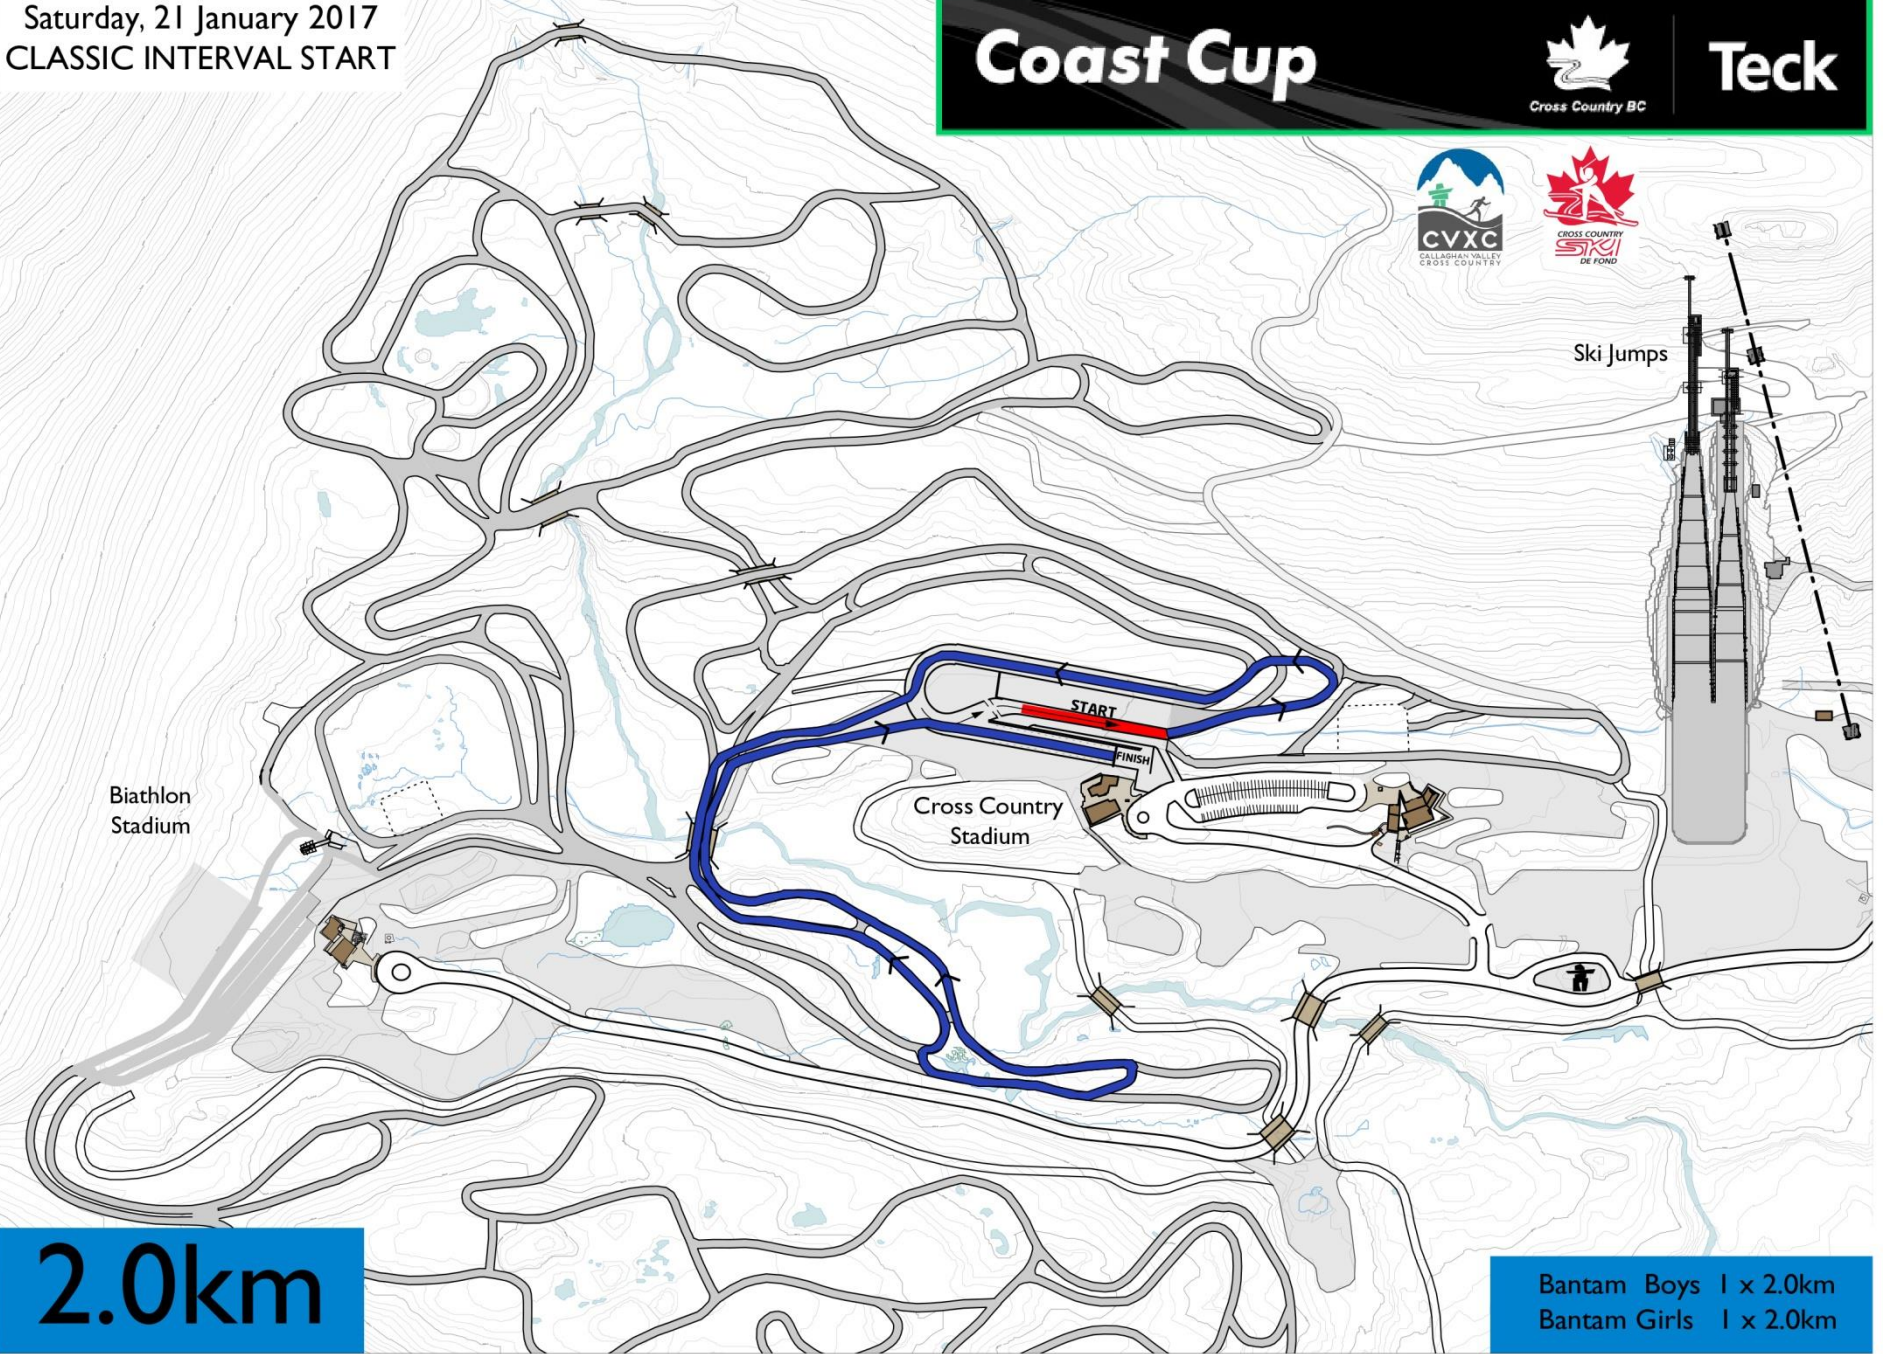 Saturday, 21 January 2017
CLASSIC INTERVAL START
Coast Cup
Cross Country BC
Teck
CVXC
CALLAGHAN VALLEY
CROSS COUNTRY
CROSS COUNTRY
SKI
DE FOND
Ski Jumps
START
FINISH
Biathlon
Stadium
Cross Country
Stadium
2.0km
Bantam Boys 1 x 2.0km
Bantam Girls 1 x 2.0km